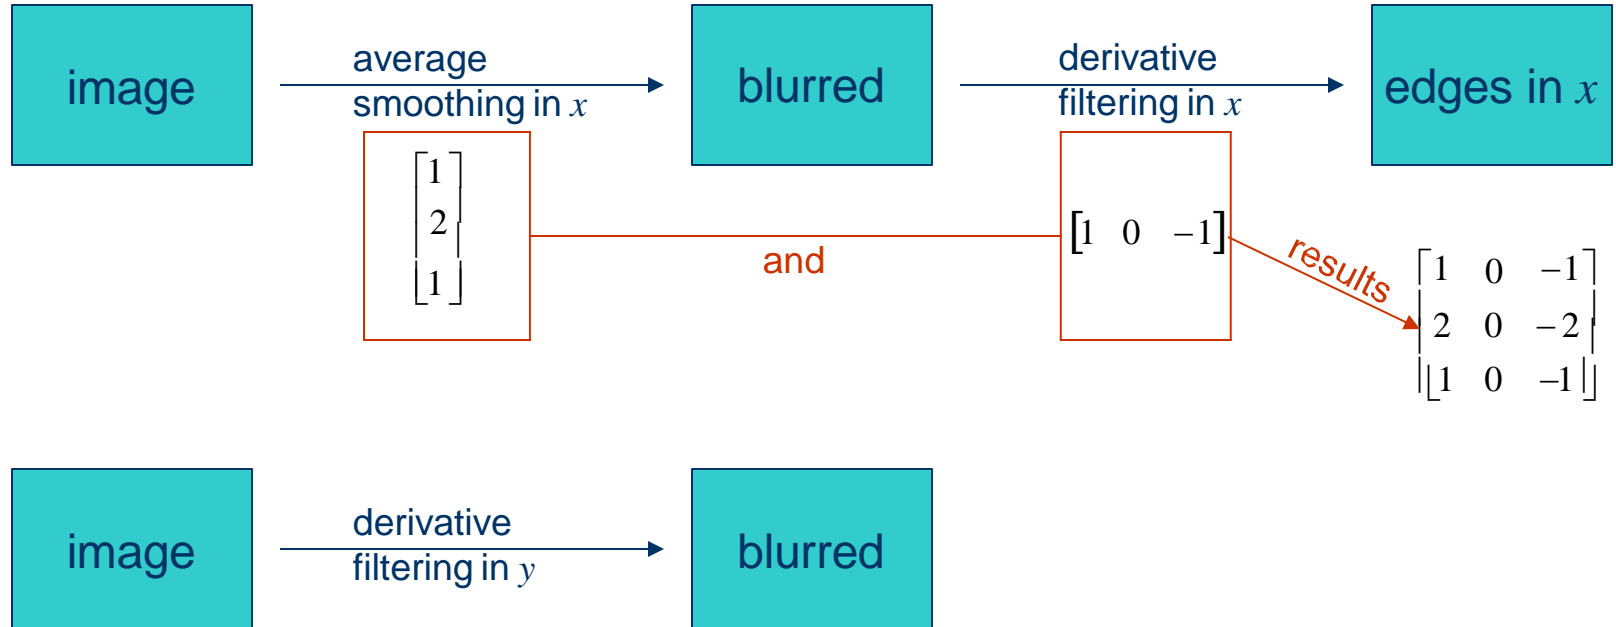 image
average
smoothing in x
blurred
derivative
filtering in x
edges in x
1
2
1
and
[1 0 −1]
results
1 0 −1
2 0 −2
1 0 −1
image
derivative
filtering in y
blurred